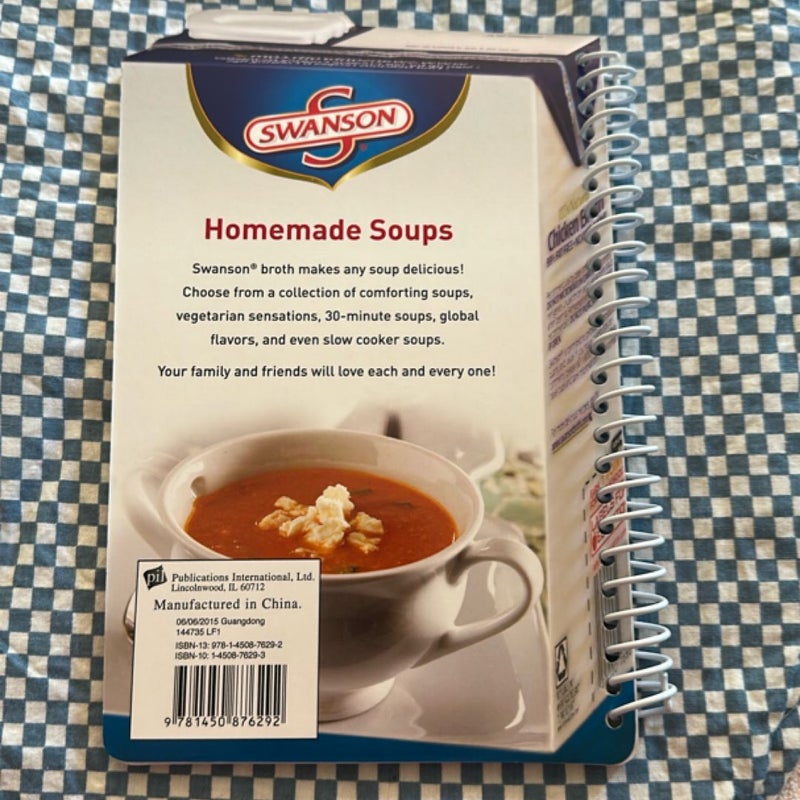 SWANSON
Homemade Soups
Swanson® broth makes any soup delicious!
Choose from a collection of comforting soups,
vegetarian sensations, 30-minute soups, global
flavors, and even slow cooker soups.
Your family and friends will love each and every one!
Chicken
pil Publications International, Ltd.
Lincolnwood, IL 60712
Manufactured in China.
06/06/2015 Guangdong
144735 LF1
ISBN-13: 978-1-4508-7629-2
ISBN-10: 1-4508-7629-3
9 781450 876292